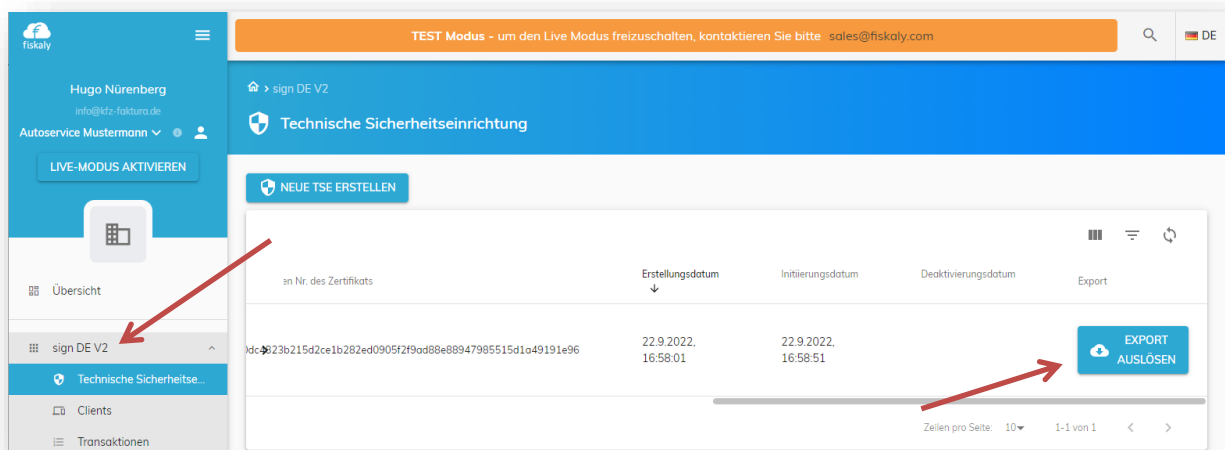 fiskaly
TEST Modus - um den Live Modus freizuschalten, kontaktieren Sie bitte sales@fiskaly.com
DE
Hugo Nürenberg
info@kfz-faktura.de
Autoservice Mustermann
LIVE-MODUS AKTIVIEREN
Übersicht
sign DE V2
Technische Sicherheitse...
Clients
Transaktionen
> sign DE V2
Technische Sicherheitseinrichtung
NEUE TSE ERSTELLEN
en Nr. des Zertifikats
Erstellungsdatum
Initiierungsdatum
Deaktivierungsdatum
Export
823b215d2ce1b282ed0905f2f9ad88e88947985515d1a49191e96
22.9.2022,
16:58:01
22.9.2022,
16:58:51
EXPORT
AUSLÖSEN
Zeilen pro Seite: 10
1-1 von 1